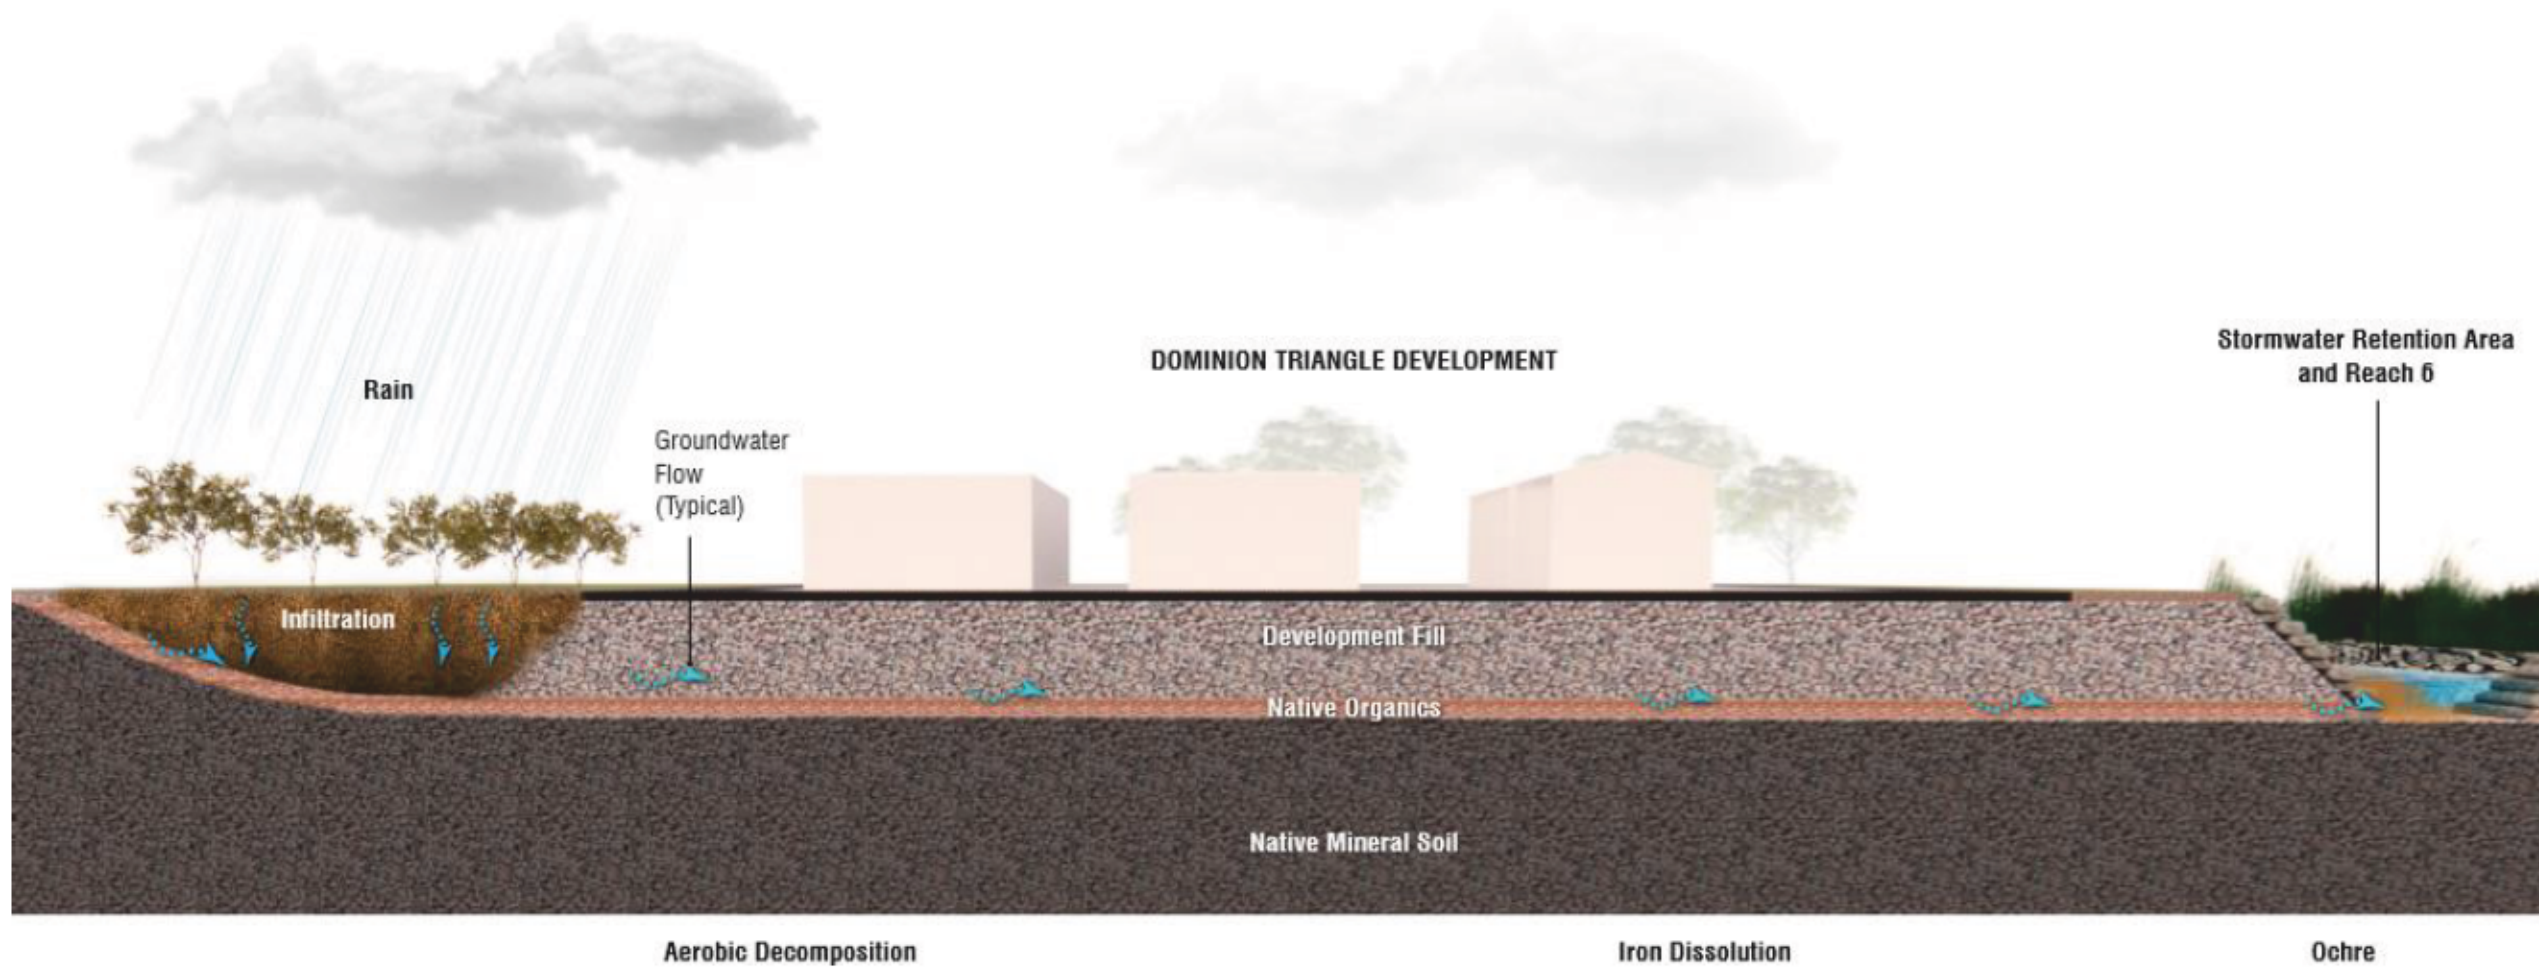 DOMINION TRIANGLE DEVELOPMENT
Stormwater Retention Area
and Reach 6
Rain
Groundwater
Flow
(Typical)
Infiltration
Development Fill
Native Organics
Native Mineral Soil
Aerobic Decomposition
Iron Dissolution
Ochre